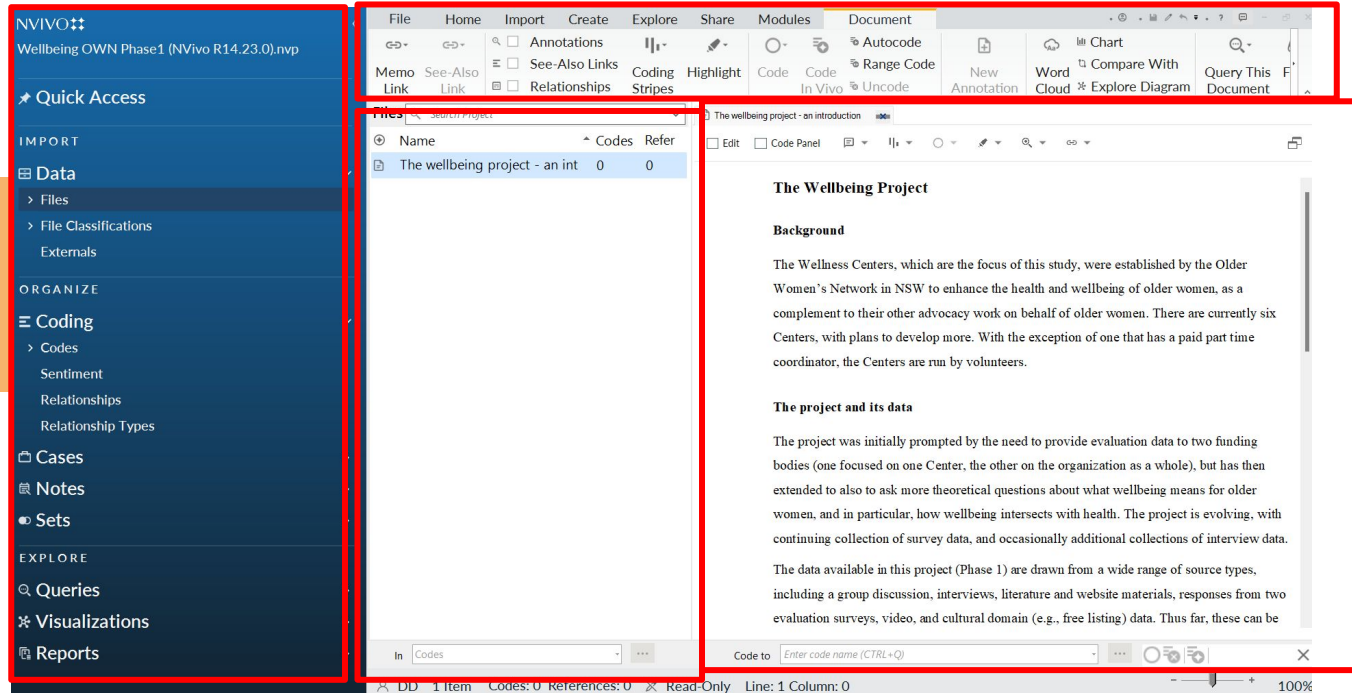 NVIVO
Wellbeing OWN Phase1 (NVivo R14.23.0).nvp
Quick Access
IMPORT
Data
Files
File Classifications
Externals
ORGANIZE
Coding
Codes
Sentiment
Relationships
Relationship Types
Cases
Notes
Sets
EXPLORE
Queries
Visualizations
Reports
File Home Import Create Explore Share Modules Document
Memo Link
See-Also Link
Annotations
See-Also Links
Relationships
Coding Stripes
Highlight
Code
Code In Vivo
Autocode
Range Code
Uncode
New Annotation
Word Cloud
Chart
Compare With
Explore Diagram
Query This Document
F
Files Search Project
Name Codes Refer
The wellbeing project - an int 0 0
In Codes
The wellbeing project - an introduction
Edit Code Panel
The Wellbeing Project
Background
The Wellness Centers, which are the focus of this study, were established by the Older
Women's Network in NSW to enhance the health and wellbeing of older women, as a
complement to their other advocacy work on behalf of older women. There are currently six
Centers, with plans to develop more. With the exception of one that has a paid part time
coordinator, the Centers are run by volunteers.
The project and its data
The project was initially prompted by the need to provide evaluation data to two funding
bodies (one focused on one Center, the other on the organization as a whole), but has then
extended to also to ask more theoretical questions about what wellbeing means for older
women, and in particular, how wellbeing intersects with health. The project is evolving, with
continuing collection of survey data, and occasionally additional collections of interview data.
The data available in this project (Phase 1) are drawn from a wide range of source types,
including a group discussion, interviews, literature and website materials, responses from two
evaluation surveys, video, and cultural domain (e.g., free listing) data. Thus far, these can be
Code to Enter code name (CTRL+Q)
DD 1 Item Codes: 0 References: 0 Read-Only Line: 1 Column: 0 100%